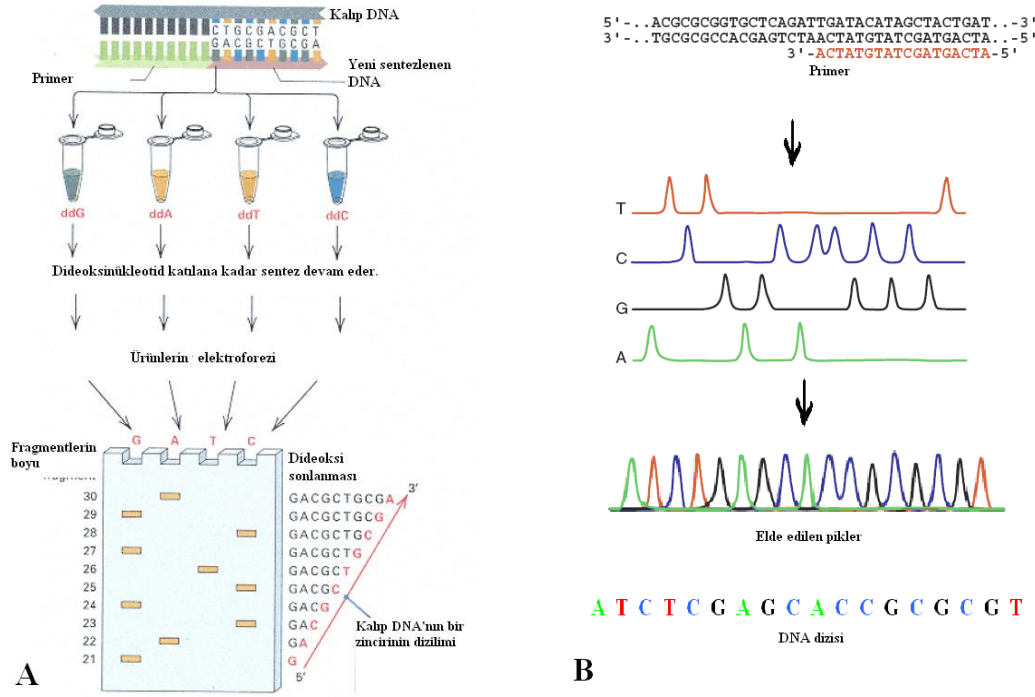 Kalıp DNA
CTGCGACGCT
GACGCTGCGA
Primer
Yeni sentezlenen
DNA
ddG ddA ddT ddC
Dideoksinükleotid katılana kadar sentez devam eder.
Ürünlerin elektroforezi
Fragmentlerin
boyu
G A T C
Dideoksi
sonlanması
3'
30 GACGCTGCGA
29 GACGCTGCG
28 GACGCTGC
27 GACGCTG
26 GACGCT
25 GACGC
24 GACG
23 GAC
22 GA
21 G
5'
Kalıp DNA'nın bir
zincirinin dizilimi
A
5'-..ACGCGCGGTGCTCAGATTGATACATAGCTACTGAT..-3'
3'-..TGCGCGCCACGAGTCTAACTATGTATCGATGACTA..-5'
3'-ACTATGTATCGATGACTA-5'
Primer
T
C
G
A
Elde edilen pikler
ATCTCGAGCACCGCGCGT
DNA dizisi
B